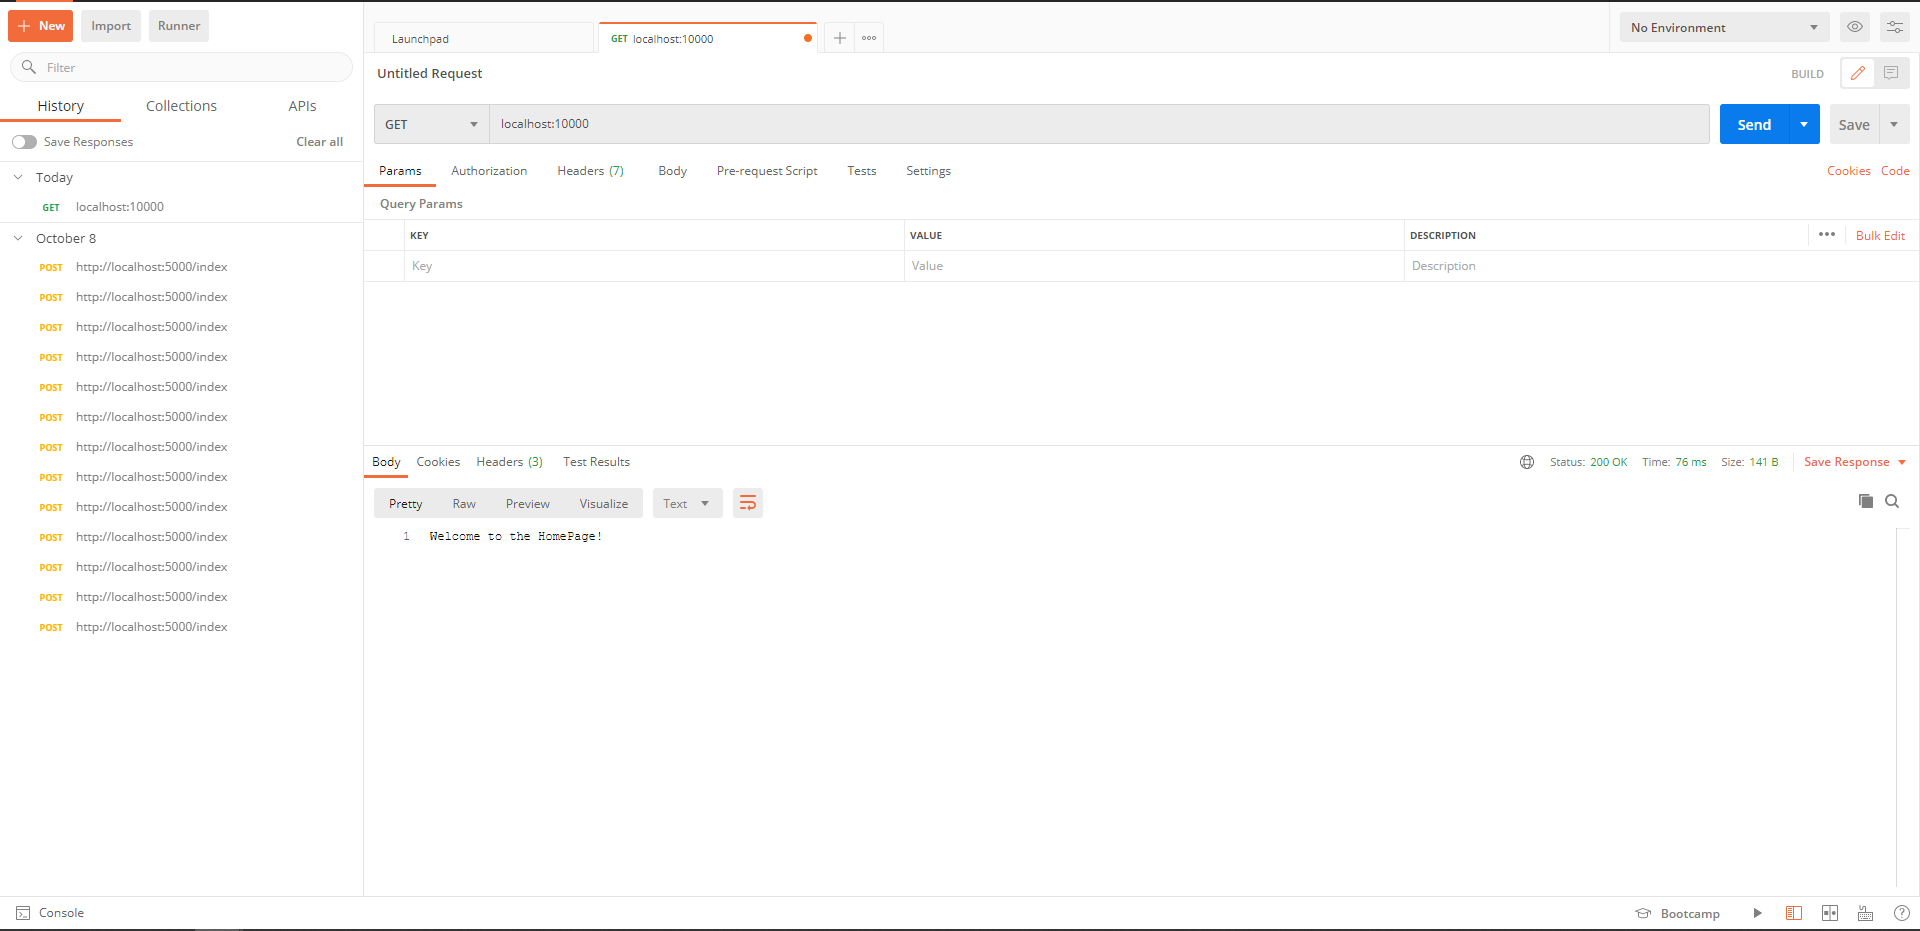 New Import Runner
Filter
History Collections APIs
Save Responses Clear all
Today
GET localhost:10000
October 8
POST http://localhost:5000/index
POST http://localhost:5000/index
POST http://localhost:5000/index
POST http://localhost:5000/index
POST http://localhost:5000/index
POST http://localhost:5000/index
POST http://localhost:5000/index
POST http://localhost:5000/index
POST http://localhost:5000/index
POST http://localhost:5000/index
POST http://localhost:5000/index
POST http://localhost:5000/index
POST http://localhost:5000/index
Launchpad GET localhost:10000 No Environment
Untitled Request BUILD
GET localhost:10000 Send Save
Params Authorization Headers (7) Body Pre-request Script Tests Settings Cookies Code
Query Params
KEY VALUE DESCRIPTION Bulk Edit
Key Value Description
Body Cookies Headers (3) Test Results Status: 200 OK Time: 76 ms Size: 141 B Save Response
Pretty Raw Preview Visualize Text
1 Welcome to the HomePage!
Console Bootcamp